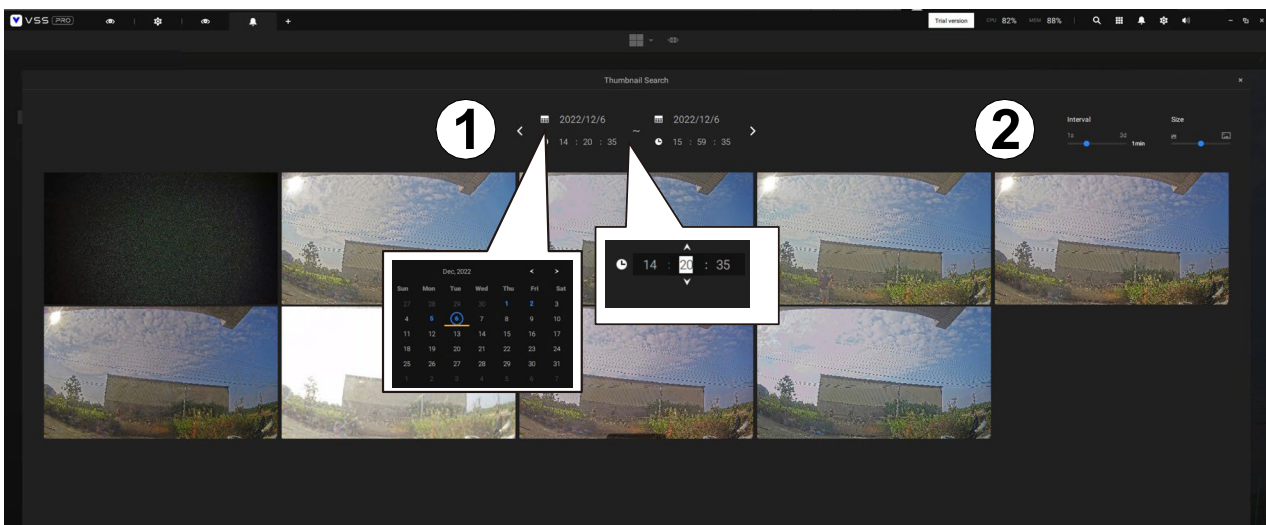 VSS PRO
+
Trial version CPU 82% MEM 88%
Thumbnail Search
1
2022/12/6 ~ 2022/12/6
14 : 20 : 35 15 : 59 : 35
2
Interval Size
1s 3d
1min
Dec, 2022 < >
Sun Mon Tue Wed Thu Fri Sat
27 28 29 30 1 2 3
4 5 6 7 8 9 10
11 12 13 14 15 16 17
18 19 20 21 22 23 24
25 26 27 28 29 30 31
1 2 3 4 5 6 7
14 : 20 : 35